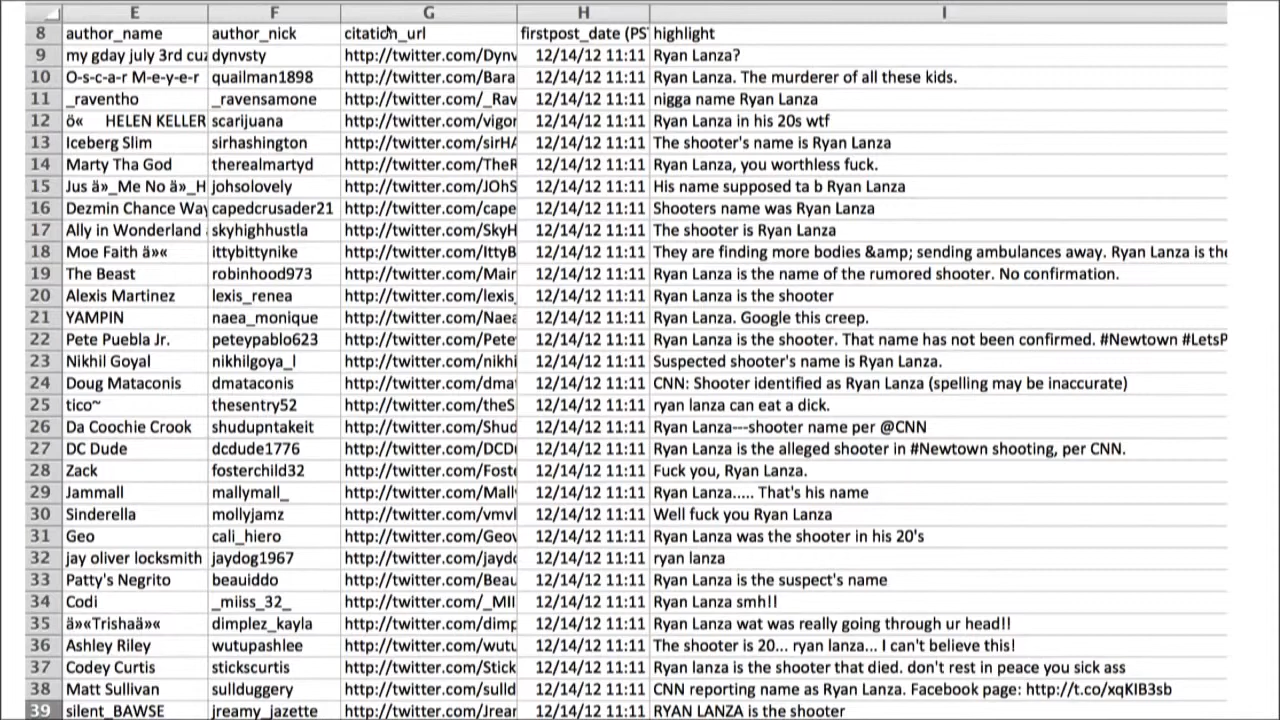 E F G H I
8 author_name author_nick citation_url firstpost_date (PS highlight
9 my gday july 3rd cuz dynvsty http://twitter.com/Dynv 12/14/12 11:11 Ryan Lanza?
10 O-s-c-a-r M-e-y-e-r quailman1898 http://twitter.com/Bara 12/14/12 11:11 Ryan Lanza. The murderer of all these kids.
11 _raventho _ravensamone http://twitter.com/_Rav 12/14/12 11:11 nigga name Ryan Lanza
12 ö« HELEN KELLER scarijuana http://twitter.com/vigor 12/14/12 11:11 Ryan Lanza in his 20s wtf
13 Iceberg Slim sirhashington http://twitter.com/sirHA 12/14/12 11:11 The shooter's name is Ryan Lanza
14 Marty Tha God therealmartyd http://twitter.com/TheR 12/14/12 11:11 Ryan Lanza, you worthless fuck.
15 Jus ä»_Me No ä»_H johsolovely http://twitter.com/JOhS 12/14/12 11:11 His name supposed ta b Ryan Lanza
16 Dezmin Chance Way capedcrusader21 http://twitter.com/cape 12/14/12 11:11 Shooters name was Ryan Lanza
17 Ally in Wonderland skyhighhustla http://twitter.com/SkyH 12/14/12 11:11 The shooter is Ryan Lanza
18 Moe Faith ä»« ittybittynike http://twitter.com/IttyB 12/14/12 11:11 They are finding more bodies &amp; sending ambulances away. Ryan Lanza is the
19 The Beast robinhood973 http://twitter.com/Mair 12/14/12 11:11 Ryan Lanza is the name of the rumored shooter. No confirmation.
20 Alexis Martinez lexis_renea http://twitter.com/lexis_ 12/14/12 11:11 Ryan Lanza is the shooter
21 YAMPIN naea_monique http://twitter.com/Naea 12/14/12 11:11 Ryan Lanza. Google this creep.
22 Pete Puebla Jr. peteypablo623 http://twitter.com/Pete 12/14/12 11:11 Ryan Lanza is the shooter. That name has not been confirmed. #Newtown #LetsP
23 Nikhil Goyal nikhilgoya_l http://twitter.com/nikhi 12/14/12 11:11 Suspected shooter's name is Ryan Lanza.
24 Doug Mataconis dmataconis http://twitter.com/dma 12/14/12 11:11 CNN: Shooter identified as Ryan Lanza (spelling may be inaccurate)
25 tico~ thesentry52 http://twitter.com/theS 12/14/12 11:11 ryan lanza can eat a dick.
26 Da Coochie Crook shudupntakeit http://twitter.com/Shud 12/14/12 11:11 Ryan Lanza---shooter name per @CNN
27 DC Dude dcdude1776 http://twitter.com/DCD 12/14/12 11:11 Ryan Lanza is the alleged shooter in #Newtown shooting, per CNN.
28 Zack fosterchild32 http://twitter.com/Foste 12/14/12 11:11 Fuck you, Ryan Lanza.
29 Jammall mallymall_ http://twitter.com/Mall 12/14/12 11:11 Ryan Lanza..... That's his name
30 Sinderella mollyjamz http://twitter.com/vmvl 12/14/12 11:11 Well fuck you Ryan Lanza
31 Geo cali_hiero http://twitter.com/Geov 12/14/12 11:11 Ryan Lanza was the shooter in his 20's
32 jay oliver locksmith jaydog1967 http://twitter.com/jaydo 12/14/12 11:11 ryan lanza
33 Patty's Negrito beauiddo http://twitter.com/Beau 12/14/12 11:11 Ryan Lanza is the suspect's name
34 Codi _miiss_32_ http://twitter.com/_MII 12/14/12 11:11 Ryan Lanza smh!!
35 ä»«Trishaä»« dimplez_kayla http://twitter.com/dimp 12/14/12 11:11 Ryan Lanza wat was really going through ur head!!
36 Ashley Riley wutupashlee http://twitter.com/wutu 12/14/12 11:11 The shooter is 20... ryan lanza... I can't believe this!
37 Codey Curtis stickscurtis http://twitter.com/Stick 12/14/12 11:11 Ryan lanza is the shooter that died. don't rest in peace you sick ass
38 Matt Sullivan sullduggery http://twitter.com/sulld 12/14/12 11:11 CNN reporting name as Ryan Lanza. Facebook page: http://t.co/xqKIB3sb
39 silent_BAWSE jreamy_jazette http://twitter.com/Jrear 12/14/12 11:11 RYAN LANZA is the shooter